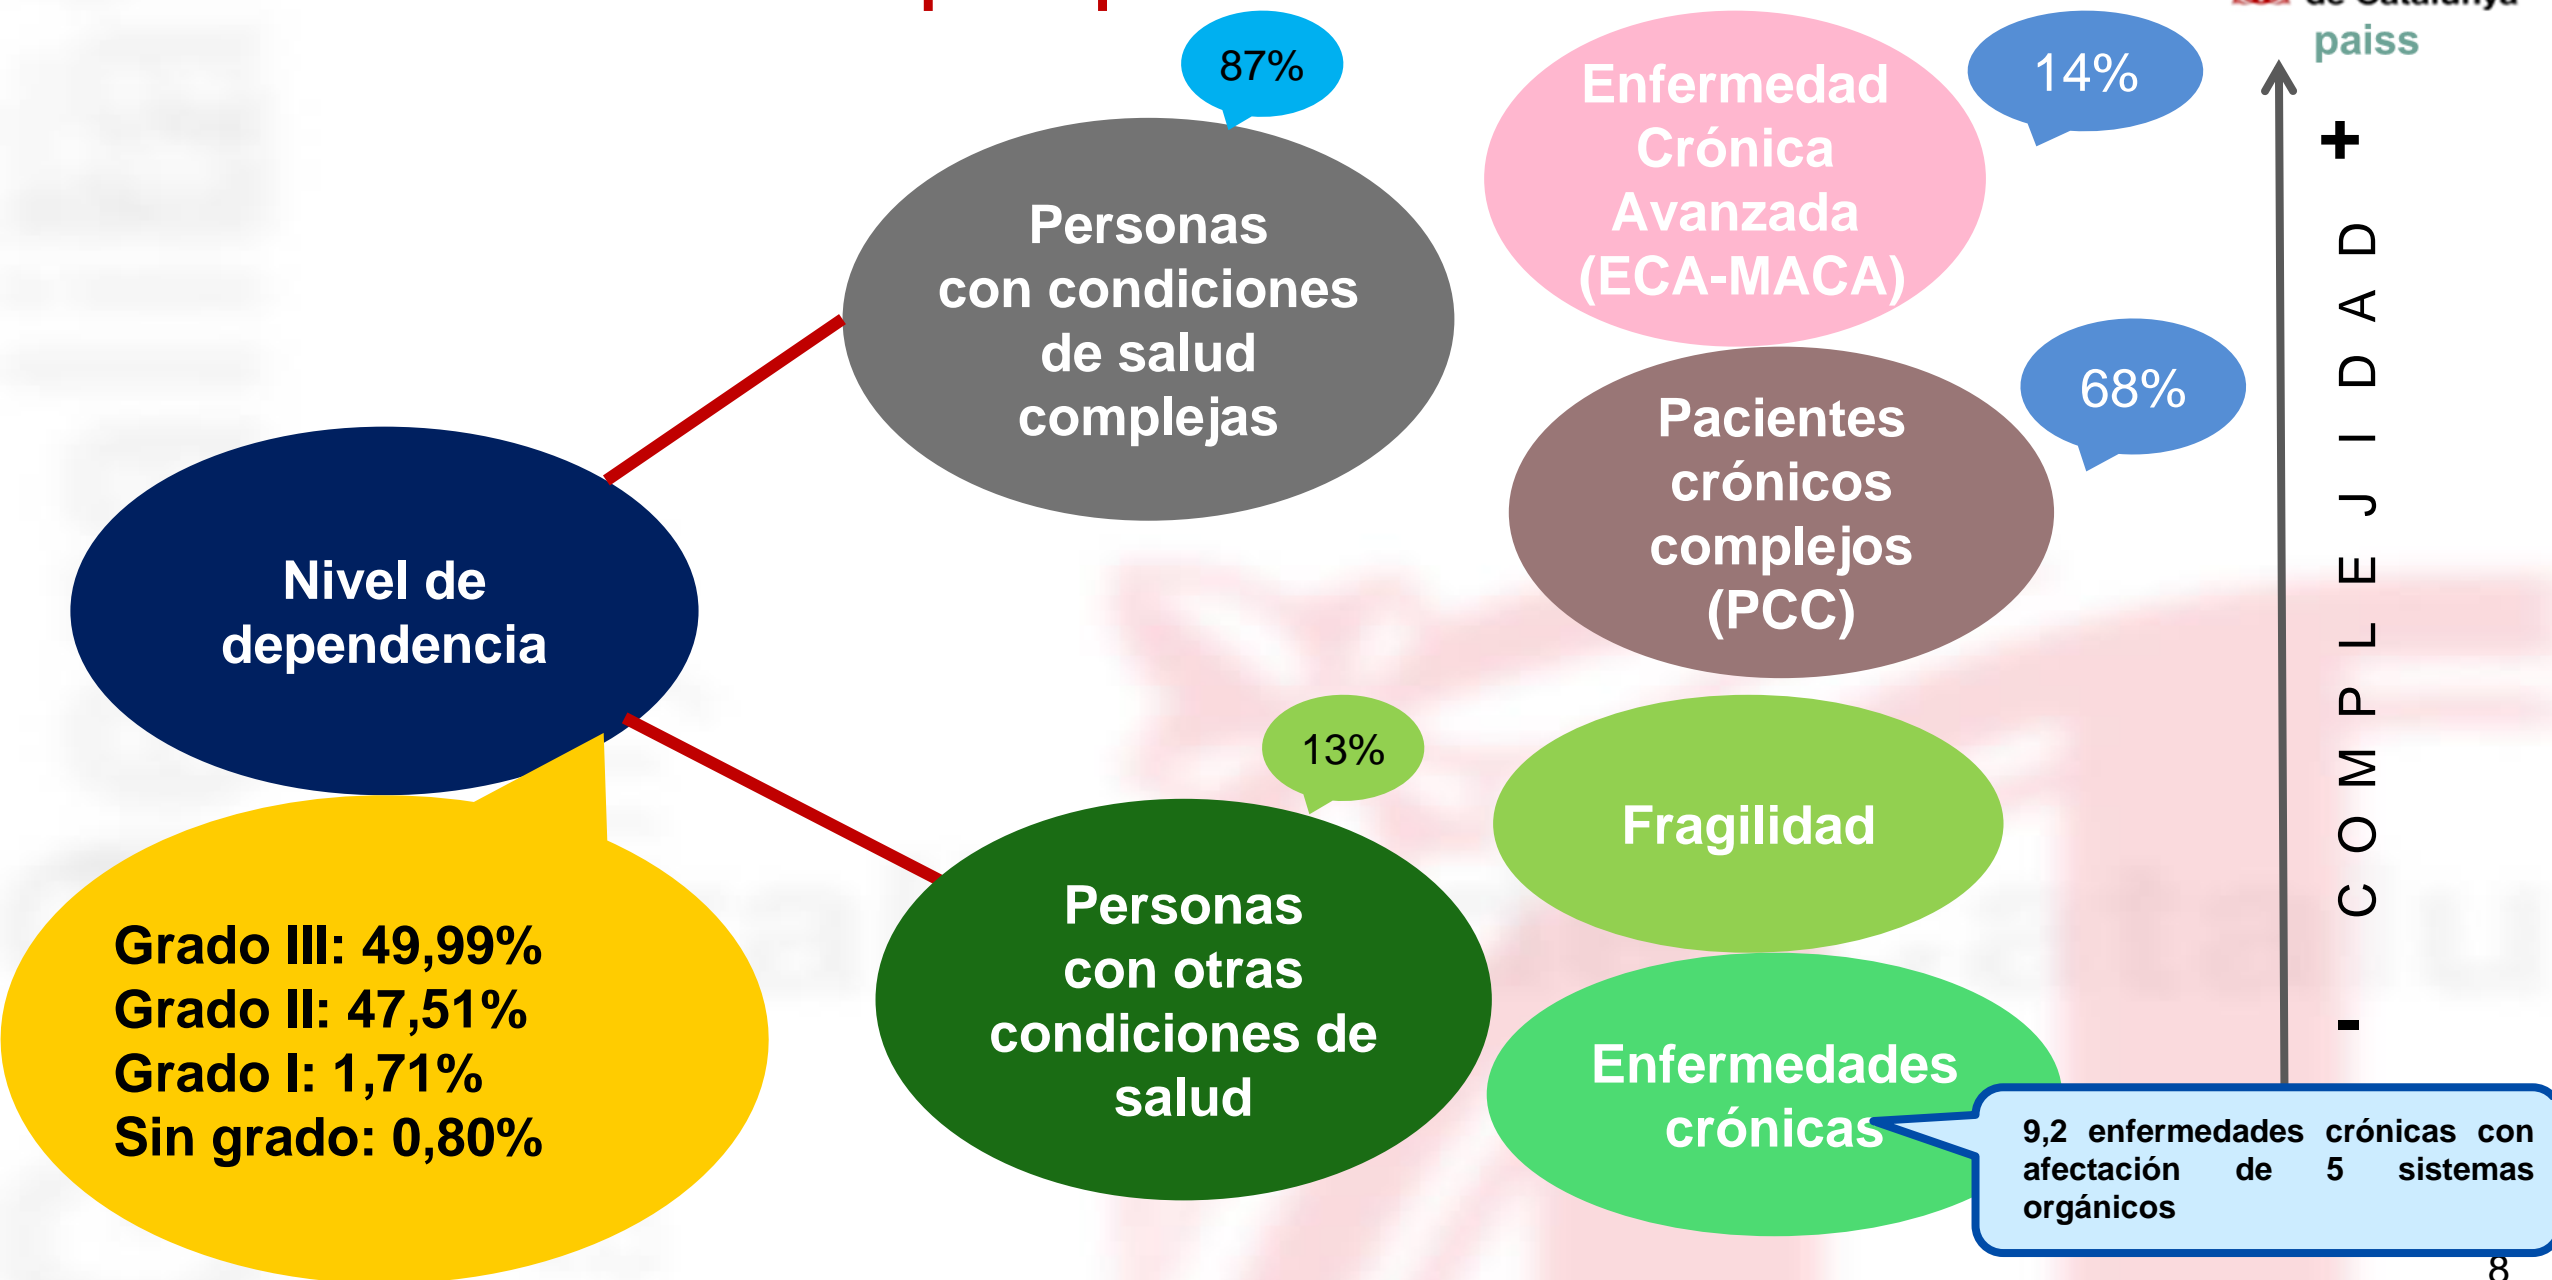 de Catalunya
paiss
87%
Personas
con condiciones
de salud
complejas
Enfermedad
Crónica
Avanzada
(ECA-MACA)
14%
Pacientes
crónicos
complejos
(PCC)
68%
Nivel de
dependencia
Grado III: 49,99%
Grado II: 47,51%
Grado I: 1,71%
Sin grado: 0,80%
13%
Personas
con otras
condiciones de
salud
Fragilidad
Enfermedades
crónicas
9,2 enfermedades crónicas con
afectación de 5 sistemas
orgánicos
- COMPLEJIDAD +
8